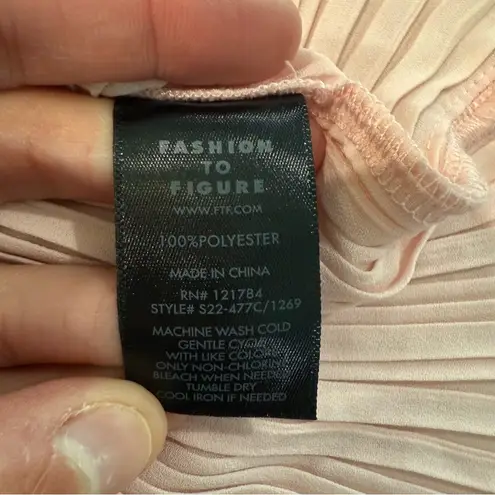 FASHION
TO
FIGURE
WWW.FTF.COM
100%POLYESTER
MADE IN CHINA
RN# 121784
STYLE# S22-477C/1269
MACHINE WASH COLD
GENTLE CYCLE
WITH LIKE COLORS
ONLY NON-CHLORINE
BLEACH WHEN NEEDED
TUMBLE DRY
COOL IRON IF NEEDED